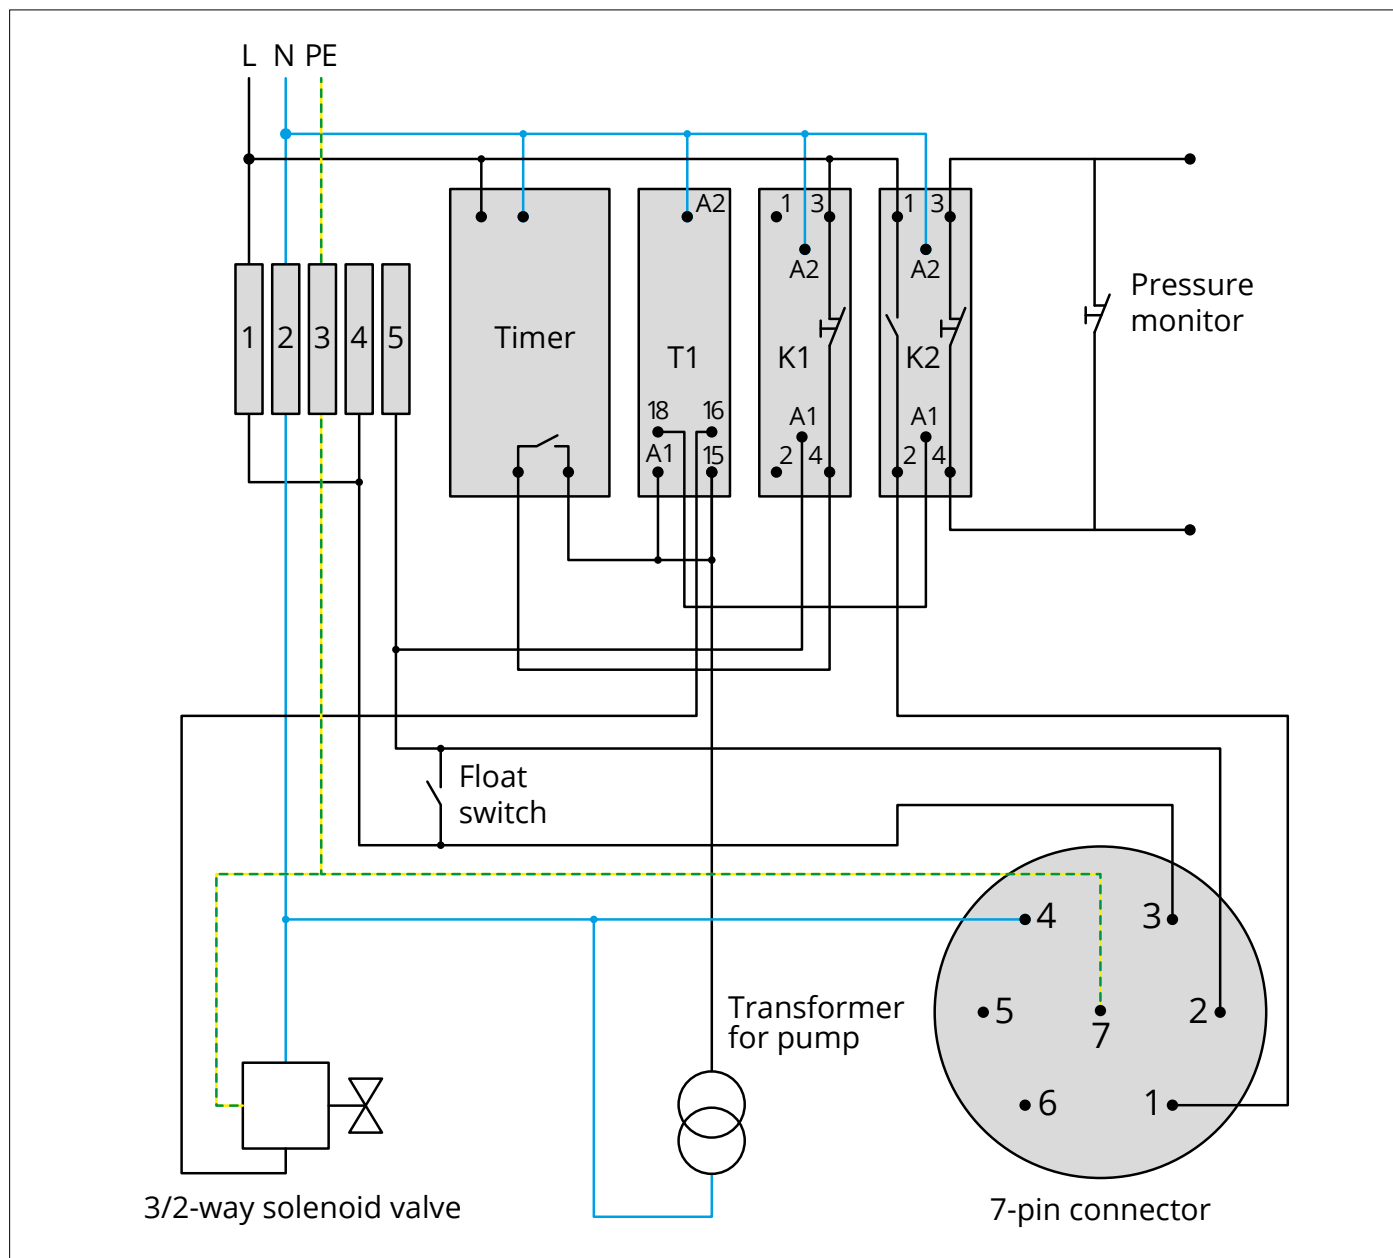 L N PE
A2 1 3 1 3
A2 A2
Pressure
monitor
1 2 3 4 5 Timer T1 K1 K2
18 16 A1 A1
A1 15 2 4 2 4
Float
switch
4 3
5 7 2
6 1
Transformer
for pump
3/2-way solenoid valve
7-pin connector